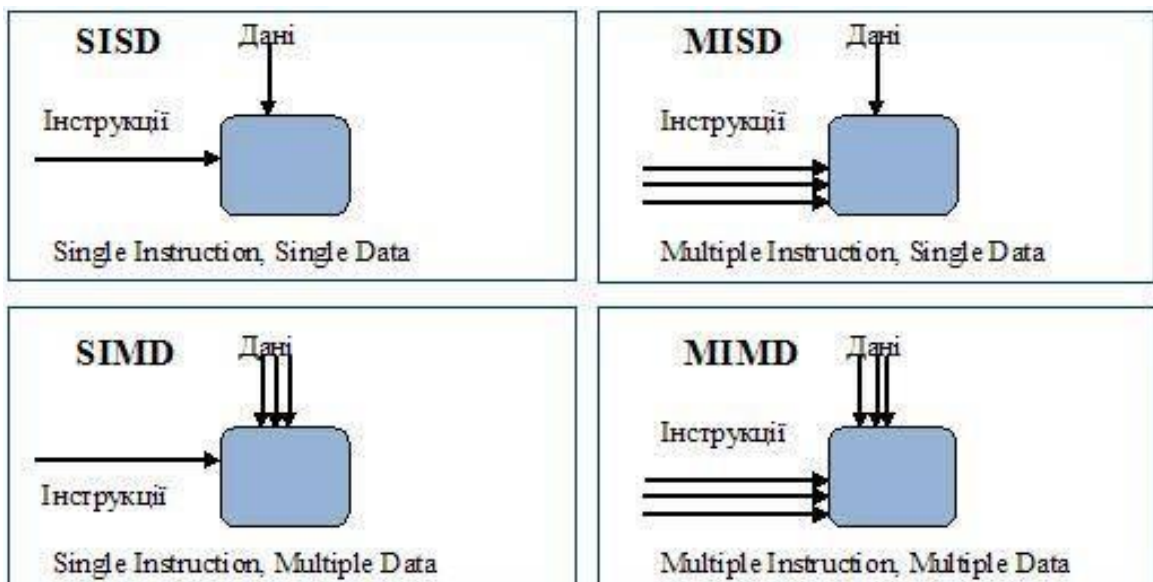 SISD Дані
Інструкції
Single Instruction, Single Data
MISD Дані
Інструкції
Multiple Instruction, Single Data
SIMD Дані
Інструкції
Single Instruction, Multiple Data
MIMD Дані
Інструкції
Multiple Instruction, Multiple Data